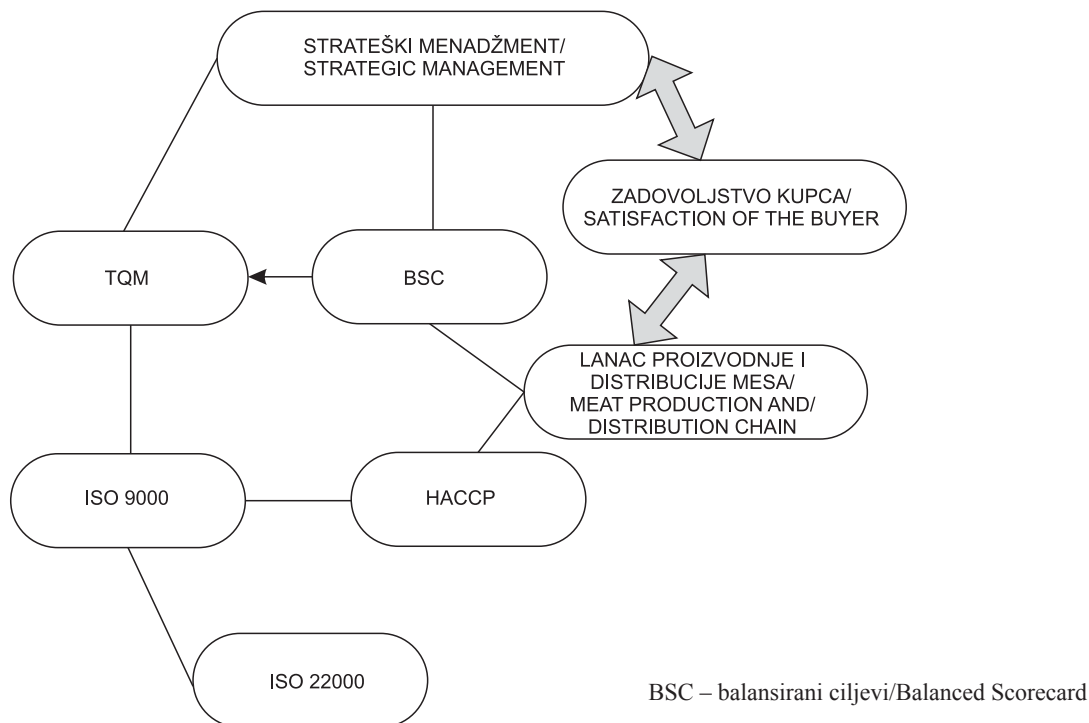 STRATEŠKI MENADŽMENT/
STRATEGIC MANAGEMENT
ZADOVOLJSTVO KUPCA/
SATISFACTION OF THE BUYER
TQM
BSC
LANAC PROIZVODNJE I
DISTRIBUCIJE MESA/
MEAT PRODUCTION AND/
DISTRIBUTION CHAIN
ISO 9000
HACCP
ISO 22000
BSC – balansirani ciljevi/Balanced Scorecard